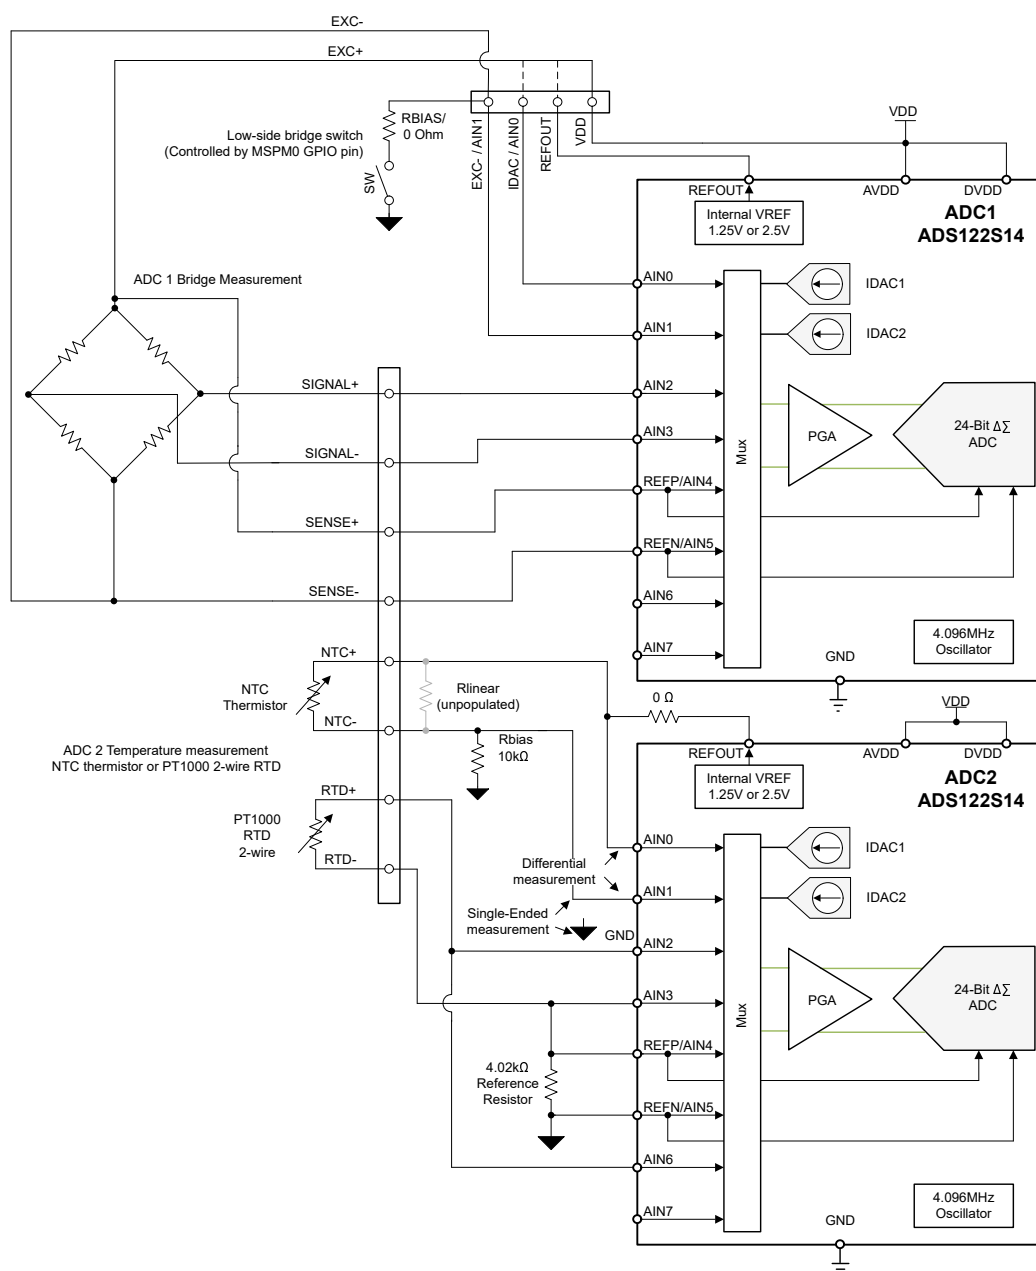 EXC-
EXC+
RBIAS/
0 Ohm
Low-side bridge switch
(Controlled by MSPM0 GPIO pin)
SW
EXC- / AIN1
IDAC / AIN0
REFOUT
VDD
VDD
REFOUT
AVDD
DVDD
Internal VREF
1.25V or 2.5V
ADC1
ADS122S14
ADC 1 Bridge Measurement
AIN0
IDAC1
AIN1
IDAC2
SIGNAL+
AIN2
SIGNAL-
AIN3
Mux
PGA
24-Bit ΔΣ
ADC
REFP/AIN4
SENSE+
REFN/AIN5
SENSE-
AIN6
4.096MHz
Oscillator
AIN7
GND
NTC+
NTC
Thermistor
Rlinear
(unpopulated)
NTC-
0 Ω
VDD
Rbias
10kΩ
ADC 2 Temperature measurement
NTC thermistor or PT1000 2-wire RTD
REFOUT
AVDD
DVDD
Internal VREF
1.25V or 2.5V
ADC2
ADS122S14
RTD+
PT1000
RTD
2-wire
RTD-
AIN0
IDAC1
Differential
measurement
AIN1
IDAC2
Single-Ended
measurement
GND
AIN2
AIN3
Mux
PGA
24-Bit ΔΣ
ADC
REFP/AIN4
4.02kΩ
Reference
Resistor
REFN/AIN5
AIN6
4.096MHz
Oscillator
AIN7
GND